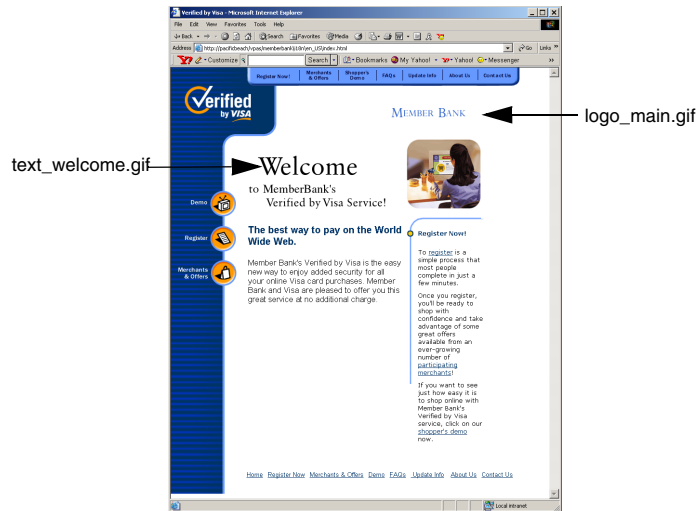 Verified by Visa - Microsoft Internet Explorer
File Edit View Favorites Tools Help
Back Search Favorites Media
Address http://pacificbeach/vpas/memberbank/i18n/en_US/index.html Go Links »
Y! Customize Search Bookmarks My Yahoo! Yahoo! Messenger »
Register Now! Merchants & Offers Shopper's Demo FAQs Update Info About Us Contact Us
Verified
by VISA
MEMBER BANK
logo_main.gif
text_welcome.gif
Welcome
to MemberBank's
Verified by Visa Service!
Demo
Register
Merchants
& Offers
The best way to pay on the World
Wide Web.
Member Bank's Verified by Visa is the easy
new way to enjoy added security for all
your online Visa card purchases. Member
Bank and Visa are pleased to offer you this
great service at no additional charge.
Register Now!
To register is a
simple process that
most people
complete in just a
few minutes.
Once you register,
you'll be ready to
shop with
confidence and take
advantage of some
great offers
available from an
ever-growing
number of
participating
merchants!
If you want to see
just how easy it is
to shop online with
Member Bank's
Verified by Visa
service, click on our
shopper's demo
now.
Home Register Now Merchants & Offers Demo FAQs Update Info About Us Contact Us
Local intranet